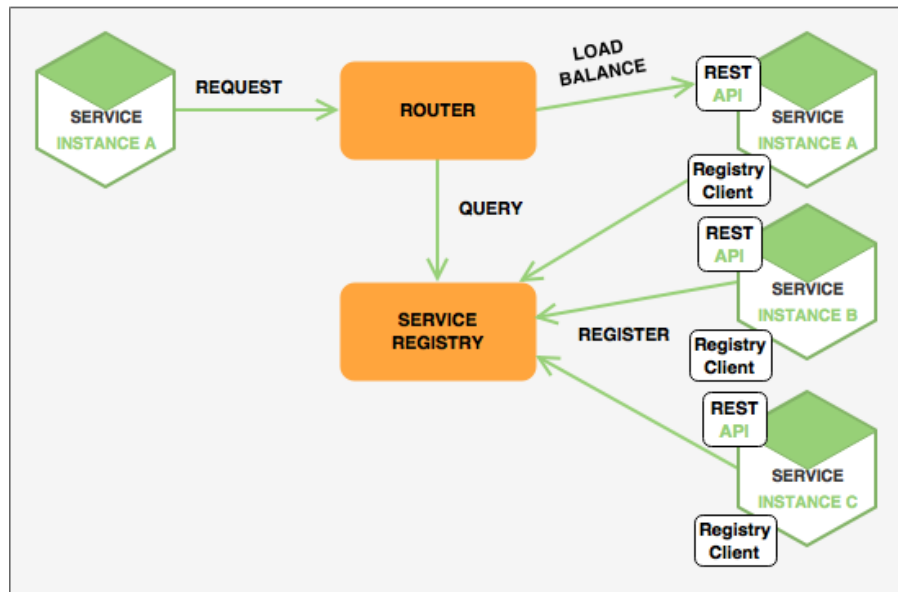 SERVICE
INSTANCE A
REQUEST
ROUTER
LOAD
BALANCE
REST
API
SERVICE
INSTANCE A
Registry
Client
QUERY
REST
API
SERVICE
INSTANCE B
Registry
Client
SERVICE
REGISTRY
REGISTER
REST
API
SERVICE
INSTANCE C
Registry
Client